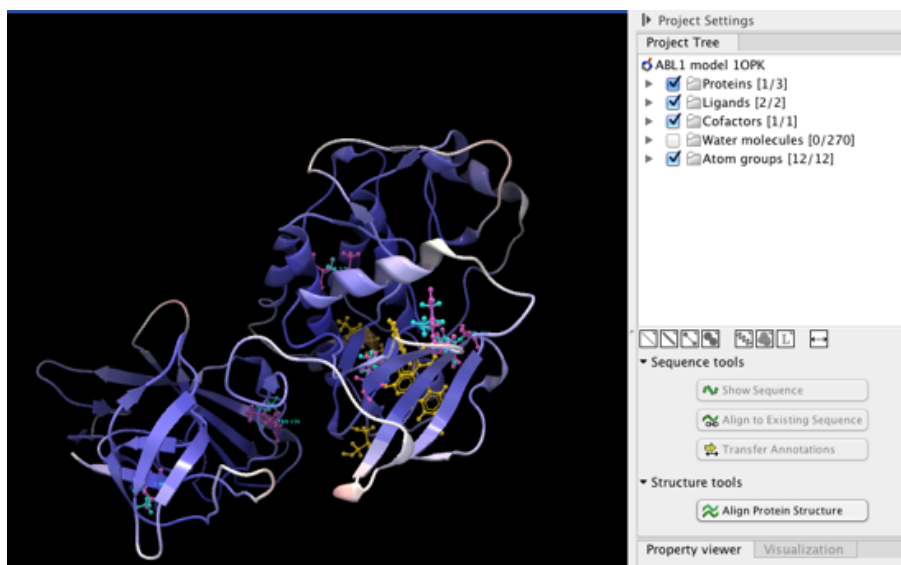 Project Settings
Project Tree
ABL1 model 1OPK
Proteins [1/3]
Ligands [2/2]
Cofactors [1/1]
Water molecules [0/270]
Atom groups [12/12]
L
Sequence tools
Show Sequence
Align to Existing Sequence
Transfer Annotations
Structure tools
Align Protein Structure
Property viewer
Visualization